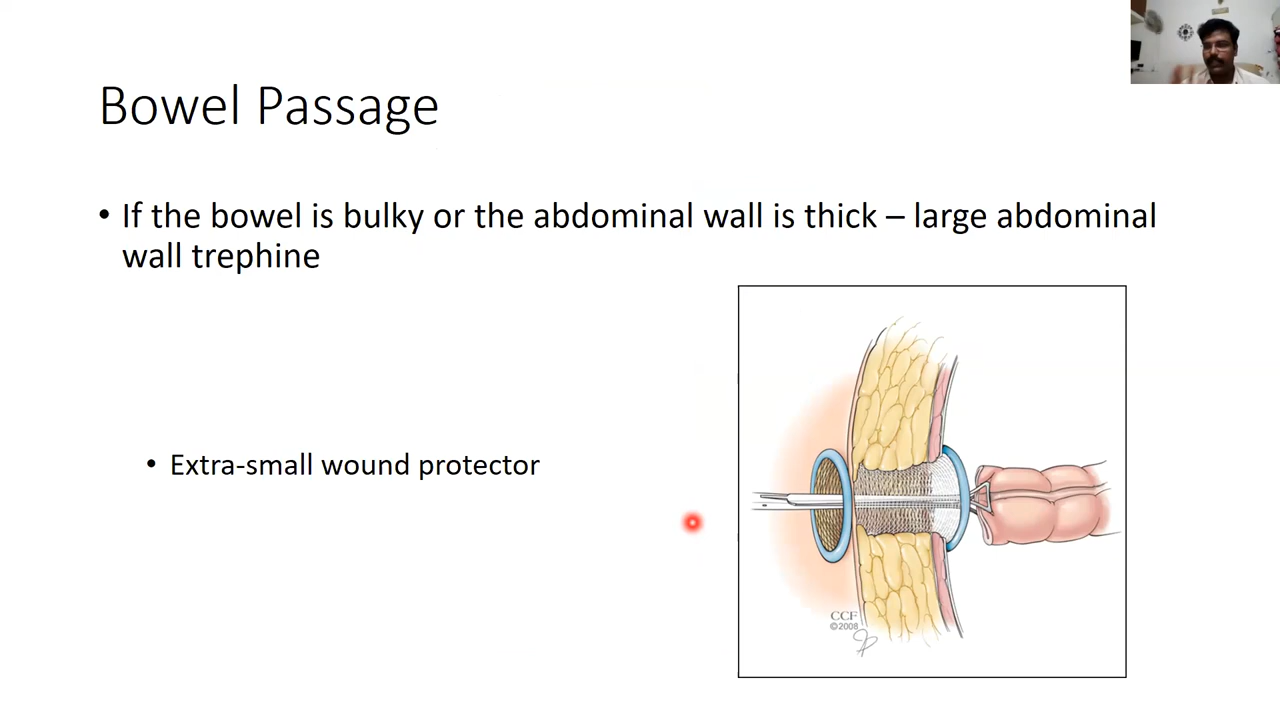 Bowel Passage
• If the bowel is bulky or the abdominal wall is thick – large abdominal
wall trephine
• Extra-small wound protector
CCF
©2008